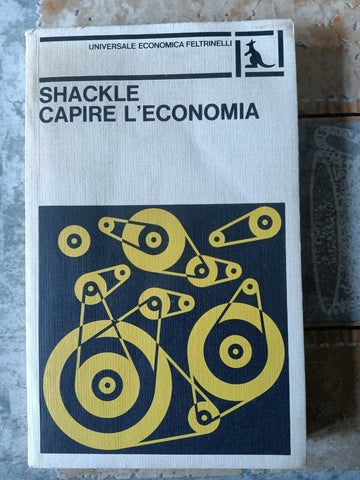 UNIVERSALE ECONOMICA FELTRINELLI
SHACKLE
CAPIRE L'ECONOMIA